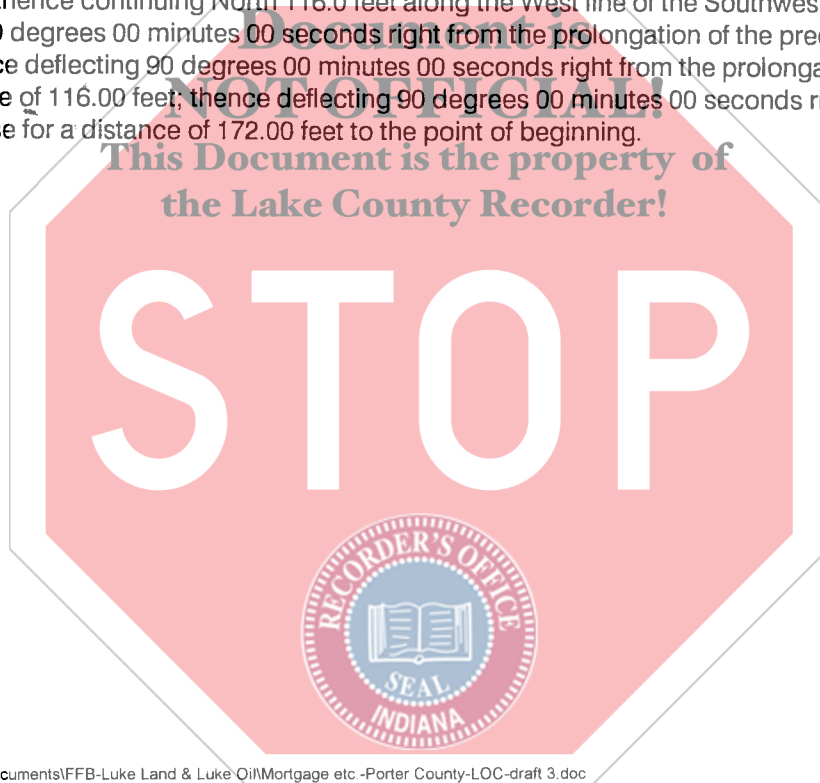 thence continuing North 116.0 feet along the West line of the Southwes
degrees 00 minutes 00 seconds right from the prolongation of the pre
ce deflecting 90 degrees 00 minutes 00 seconds right from the prolonga
e of 116.00 feet; thence deflecting 90 degrees 00 minutes 00 seconds ri
e for a distance of 172.00 feet to the point of beginning.
Document is
NOT OFFICIAL!
This Document is the property of
the Lake County Recorder!
STOP
RECORDER'S OFFICE
SEAL
INDIANA
cuments\FFB-Luke Land & Luke Oil\Mortgage etc.-Porter County-LOC-draft 3.doc